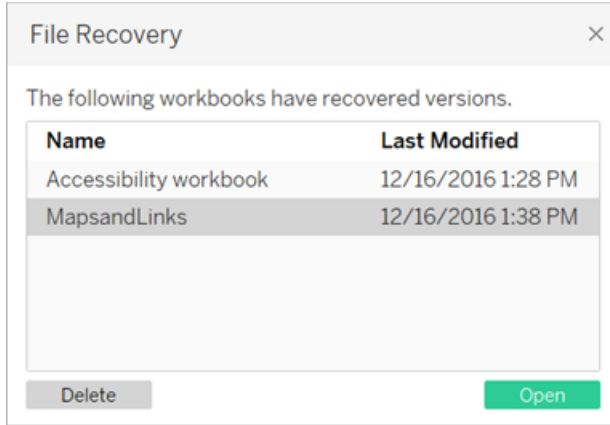 File Recovery
The following workbooks have recovered versions.
Name Last Modified
Accessibility workbook 12/16/2016 1:28 PM
MapsandLinks 12/16/2016 1:38 PM
Delete Open